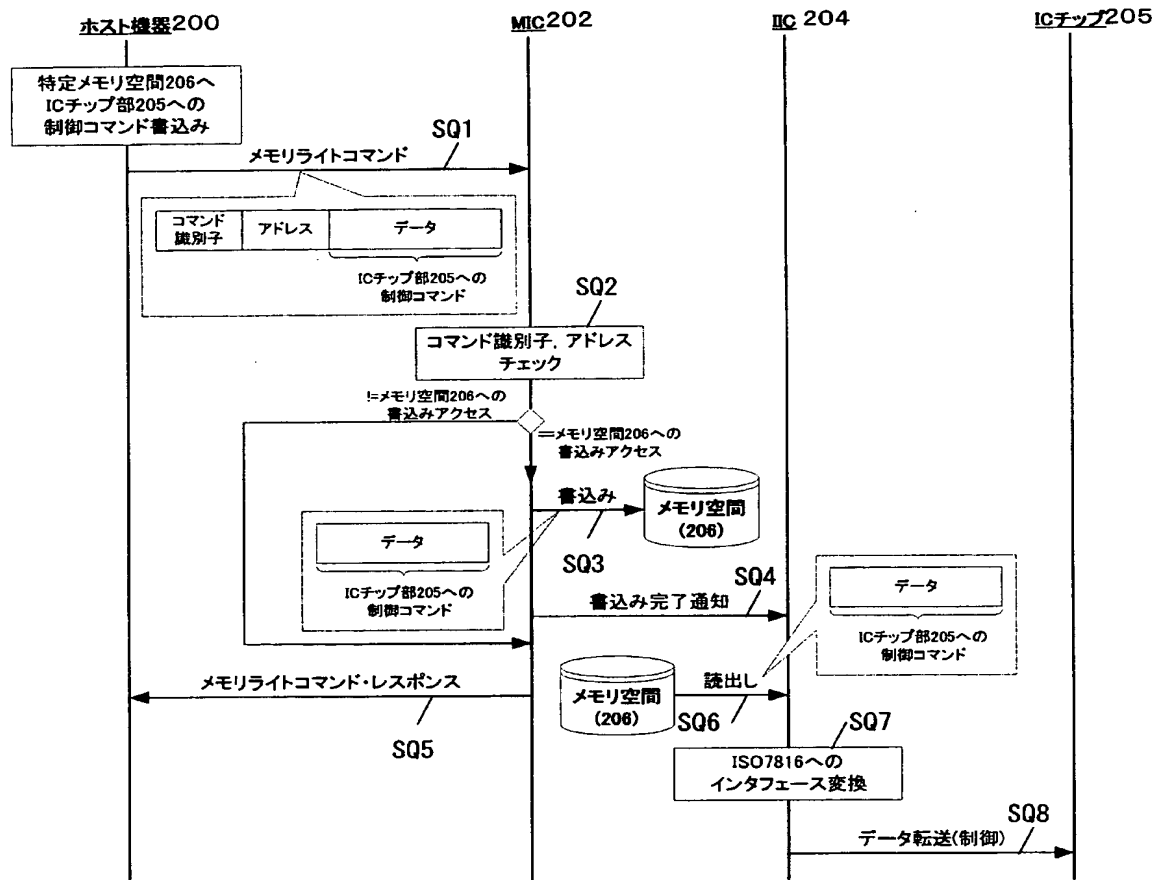 ホスト機器200
MIC202
IIC 204
ICチップ205
特定メモリ空間206へ
ICチップ部205への
制御コマンド書込み
SQ1
メモリライトコマンド
コマンド
識別子
アドレス
データ
ICチップ部205への
制御コマンド
SQ2
コマンド識別子, アドレス
チェック
!=メモリ空間206への
書込みアクセス
==メモリ空間206への
書込みアクセス
書込み
メモリ空間
(206)
SQ3
データ
ICチップ部205への
制御コマンド
SQ4
書込み完了通知
データ
ICチップ部205への
制御コマンド
メモリライトコマンド・レスポンス
SQ5
メモリ空間
(206)
読出し
SQ6
SQ7
ISO7816への
インタフェース変換
SQ8
データ転送(制御)